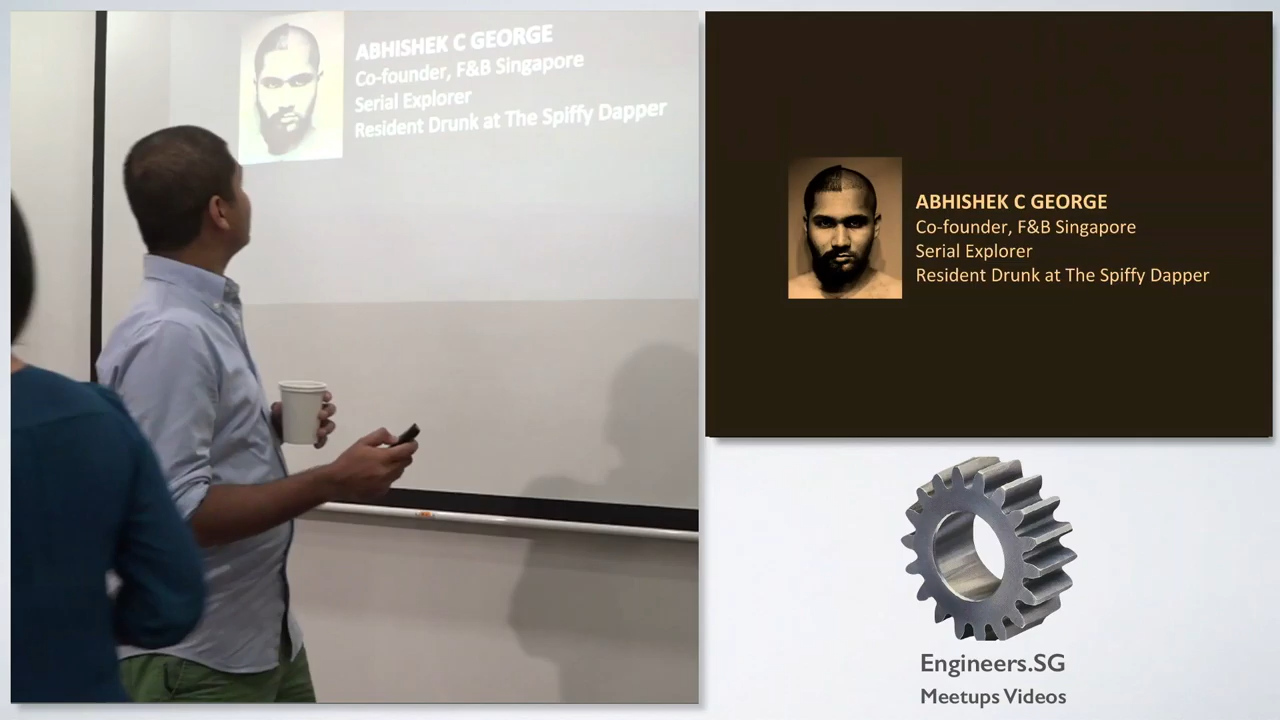 ABHISHEK C GEORGE
Co-founder, F&B Singapore
Serial Explorer
Resident Drunk at The Spiffy Dapper
ABHISHEK C GEORGE
Co-founder, F&B Singapore
Serial Explorer
Resident Drunk at The Spiffy Dapper
Engineers.SG
Meetups Videos